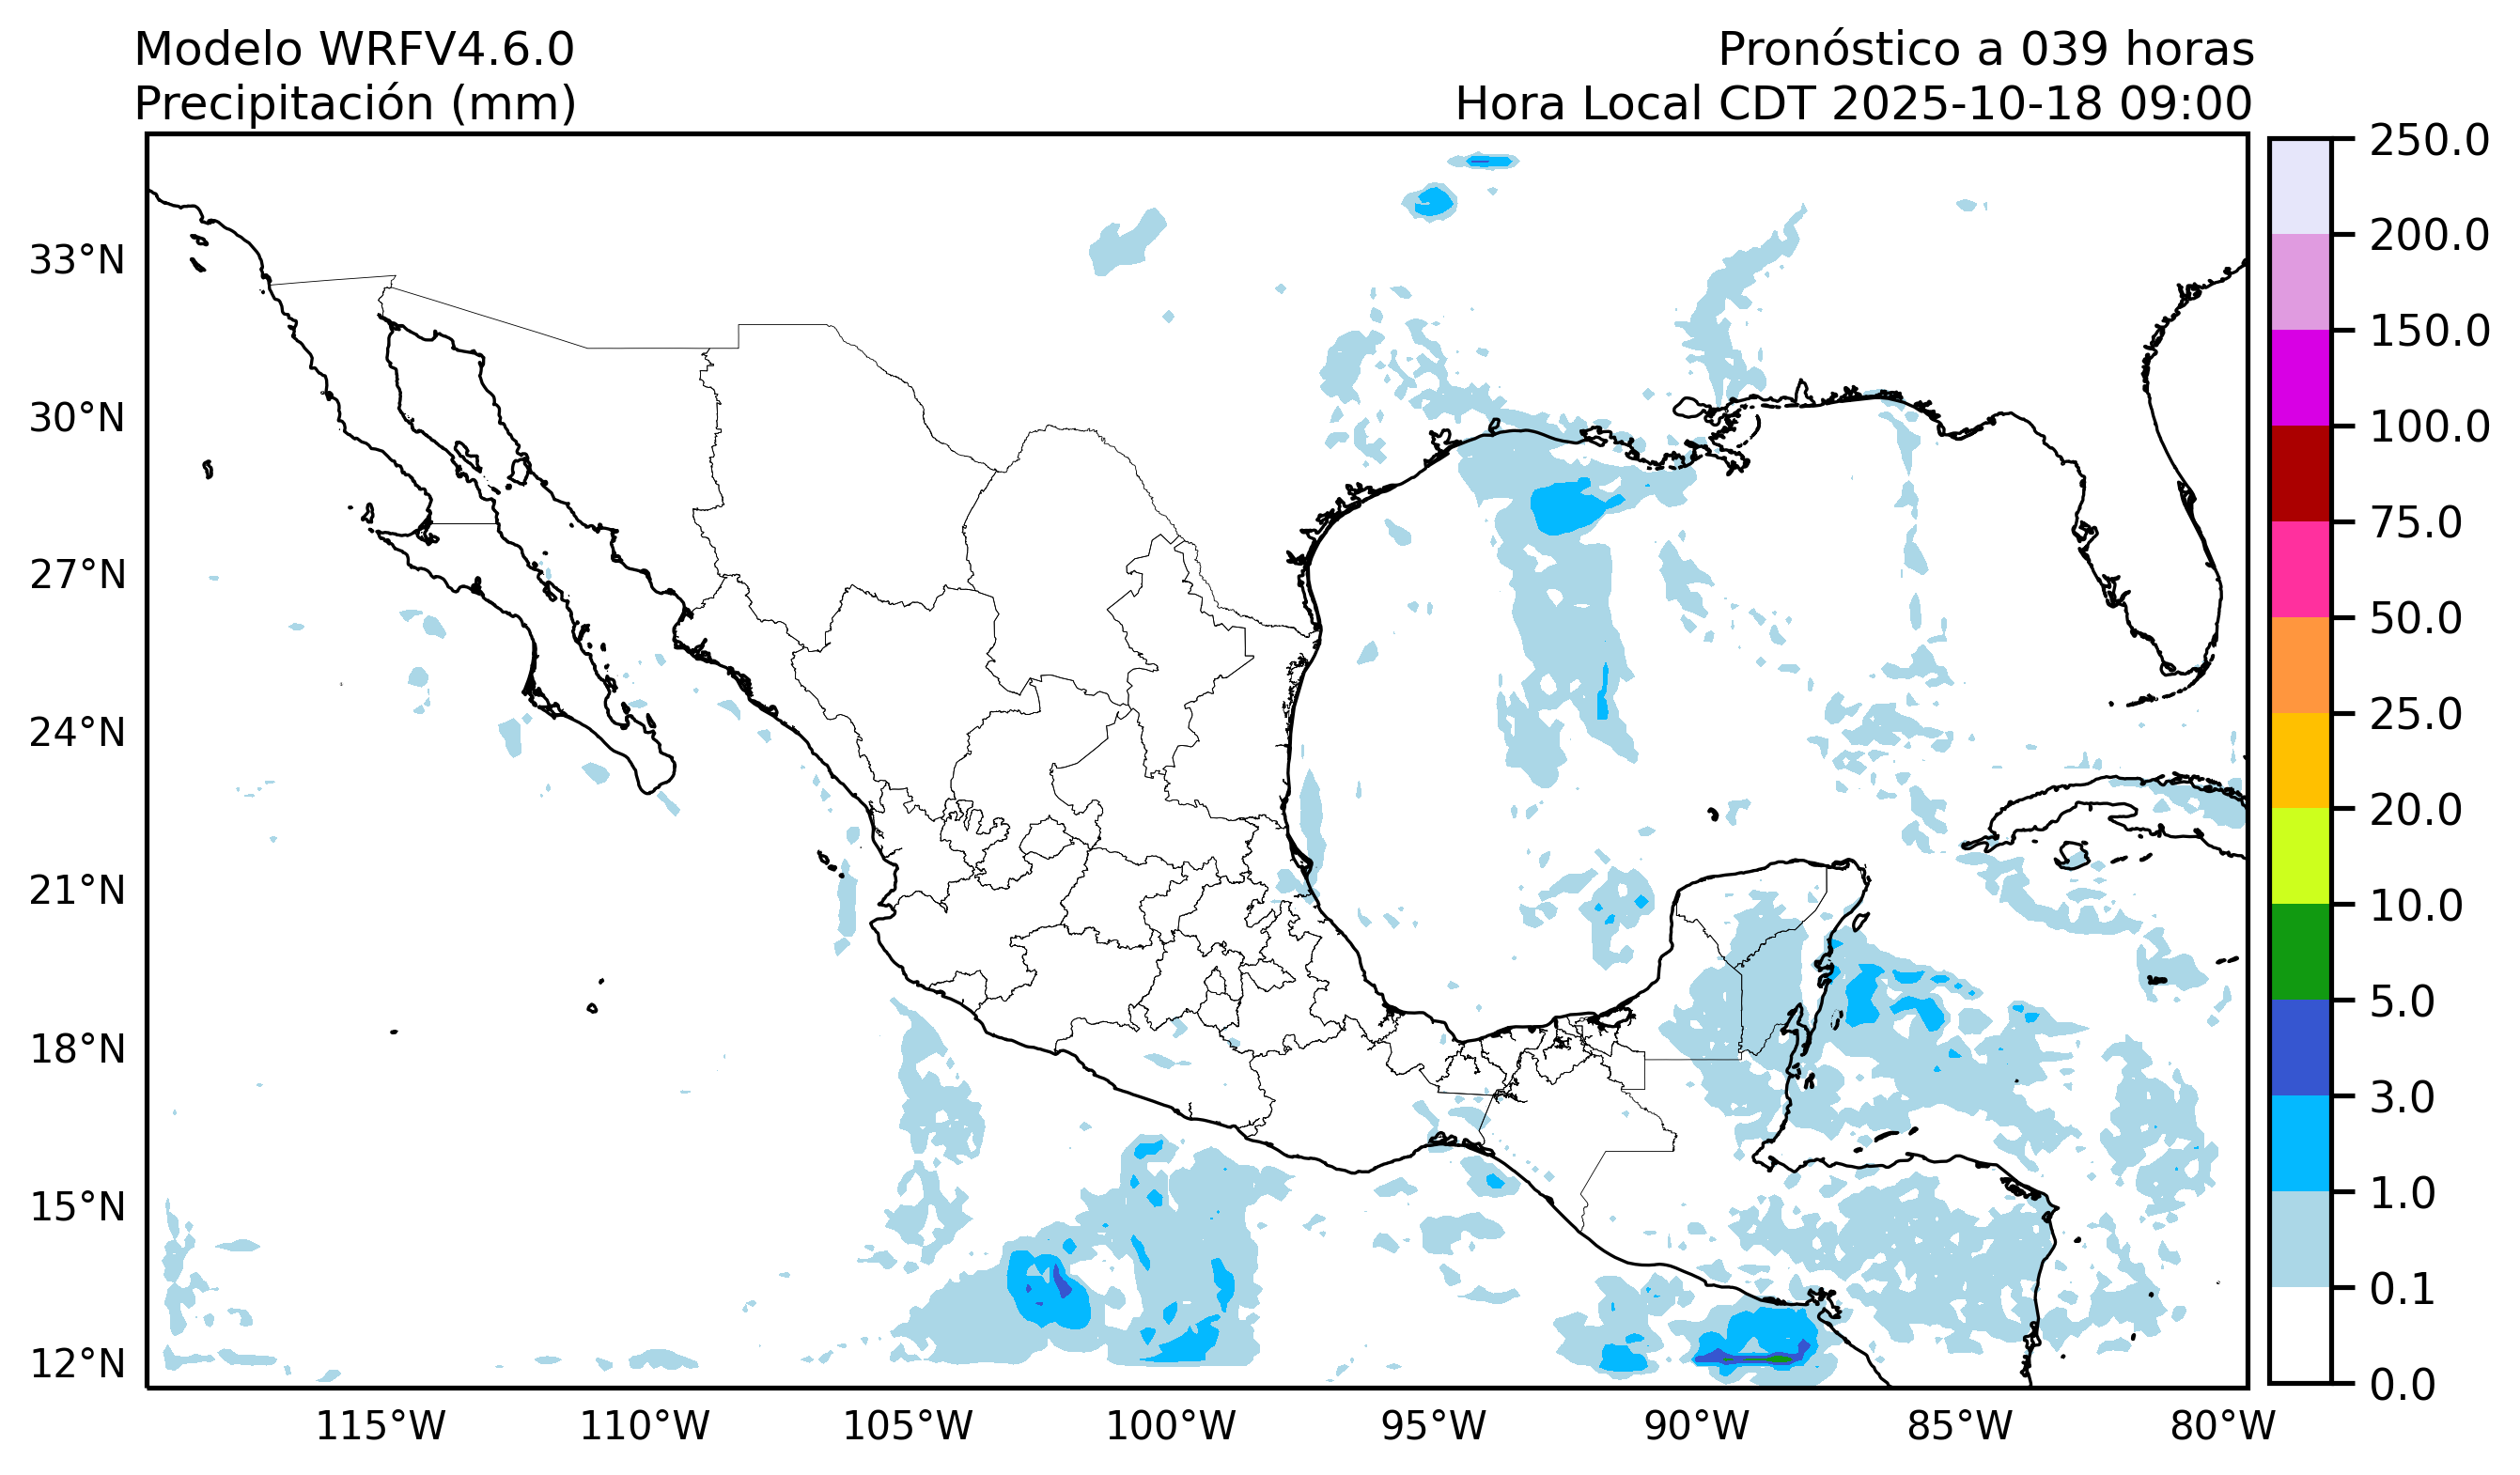 Modelo WRFV4.6.0
Precipitación (mm)
Pronóstico a 039 horas
Hora Local CDT 2025-10-18 09:00
33°N
30°N
27°N
24°N
21°N
18°N
15°N
12°N
115°W
110°W
105°W
100°W
95°W
90°W
85°W
80°W
250.0
200.0
150.0
100.0
75.0
50.0
25.0
20.0
10.0
5.0
3.0
1.0
0.1
0.0